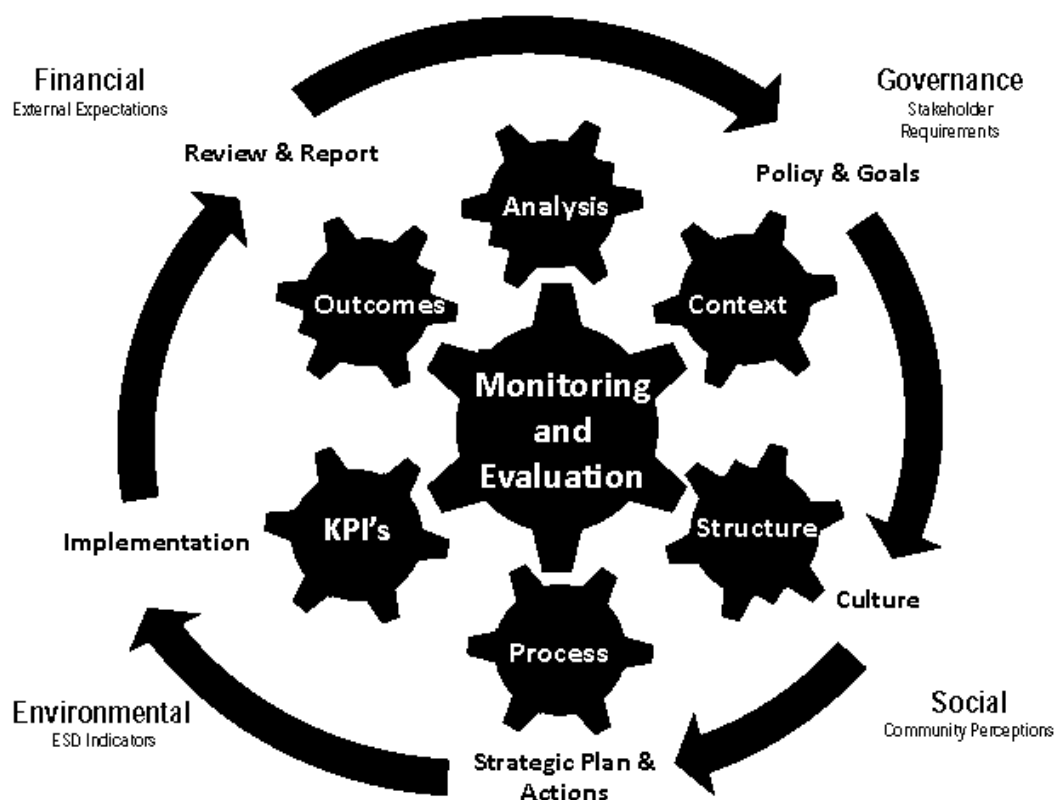 Financial
External Expectations
Governance
Stakeholder
Requirements
Review & Report
Policy & Goals
Analysis
Outcomes
Context
Monitoring
and
Evaluation
KPI's
Structure
Implementation
Culture
Process
Environmental
ESD Indicators
Social
Community Perceptions
Strategic Plan &
Actions